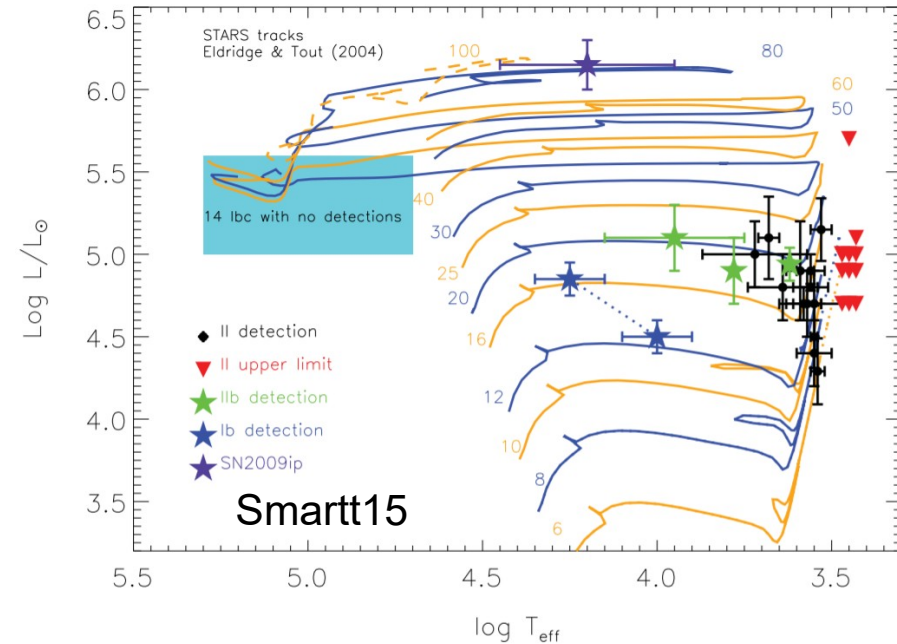 STARS tracks
Eldridge & Tout (2004)
100
80
60
50
40
30
25
20
16
12
10
8
6
14 Ibc with no detections
II detection
II upper limit
IIb detection
Ib detection
SN2009ip
Smartt15
Log L/L⊙
6.5
6.0
5.5
5.0
4.5
4.0
3.5
5.5
5.0
4.5
4.0
3.5
log Teff